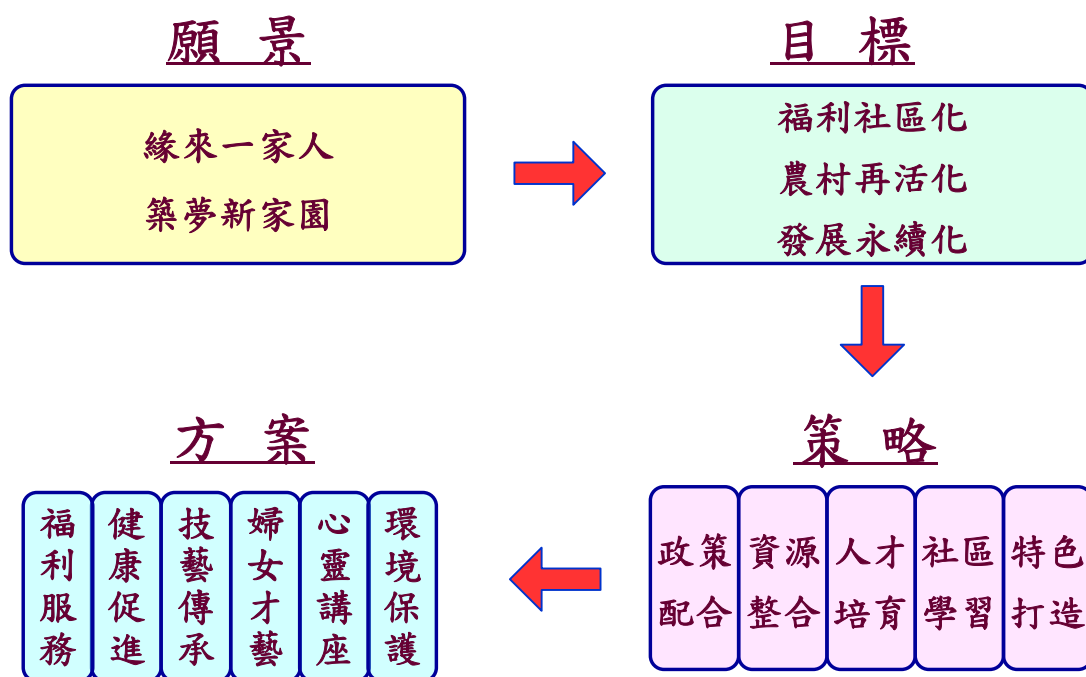 願 景
緣來一家人
築夢新家園
目 標
福利社區化
農村再活化
發展永續化
策 略
政策配合
資源整合
人才培育
社區學習
特色打造
方 案
福利服務
健康促進
技藝傳承
婦女才藝
心靈講座
環境保護